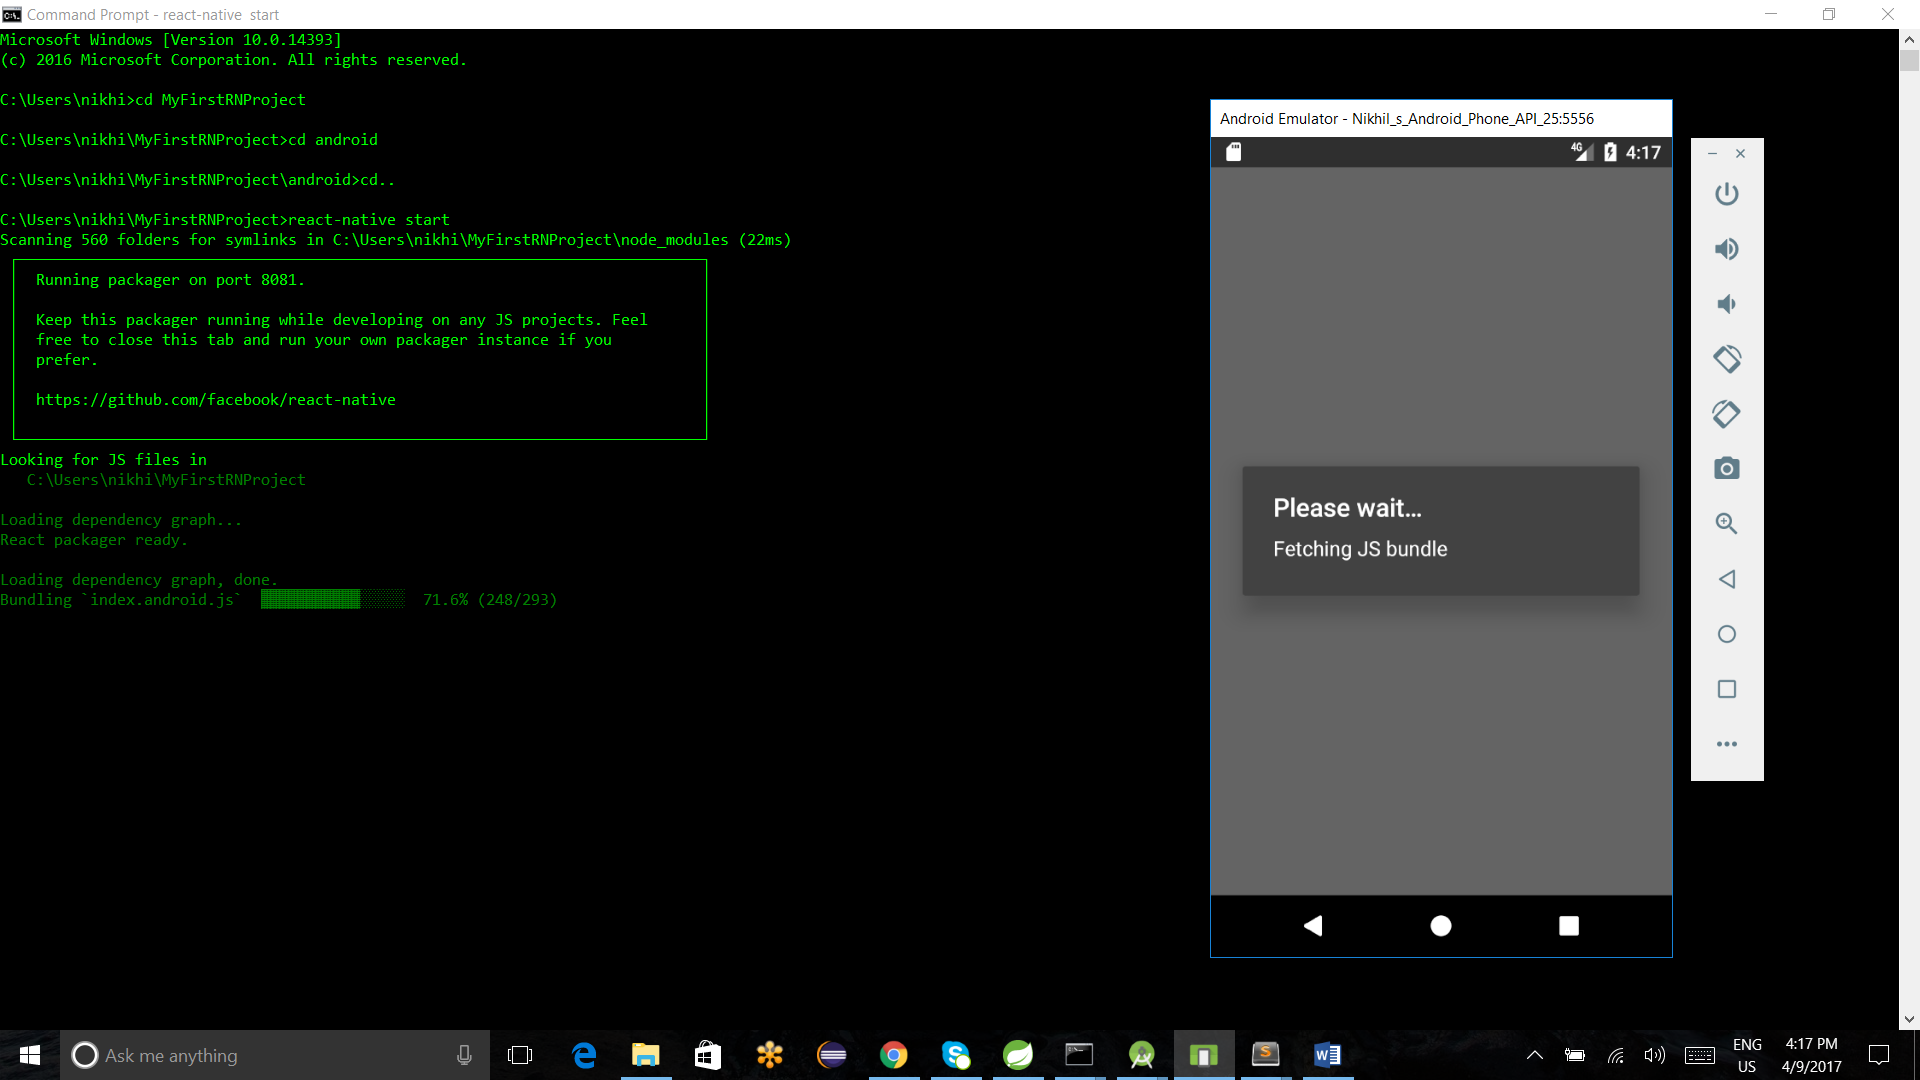 Command Prompt - react-native  start
Microsoft Windows [Version 10.0.14393]
(c) 2016 Microsoft Corporation. All rights reserved.
C:\Users\nikhi>cd MyFirstRNProject
C:\Users\nikhi\MyFirstRNProject>cd android
C:\Users\nikhi\MyFirstRNProject\android>cd..
C:\Users\nikhi\MyFirstRNProject>react-native start
Scanning 560 folders for symlinks in C:\Users\nikhi\MyFirstRNProject\node_modules (22ms)
Running packager on port 8081.
Keep this packager running while developing on any JS projects. Feel
free to close this tab and run your own packager instance if you
prefer.
https://github.com/facebook/react-native
Looking for JS files in
C:\Users\nikhi\MyFirstRNProject
Loading dependency graph...
React packager ready.
Loading dependency graph, done.
Bundling `index.android.js` 71.6% (248/293)
Android Emulator - Nikhil_s_Android_Phone_API_25:5556
4G 4:17
Please wait...
Fetching JS bundle
Ask me anything
ENG
US
4:17 PM
4/9/2017